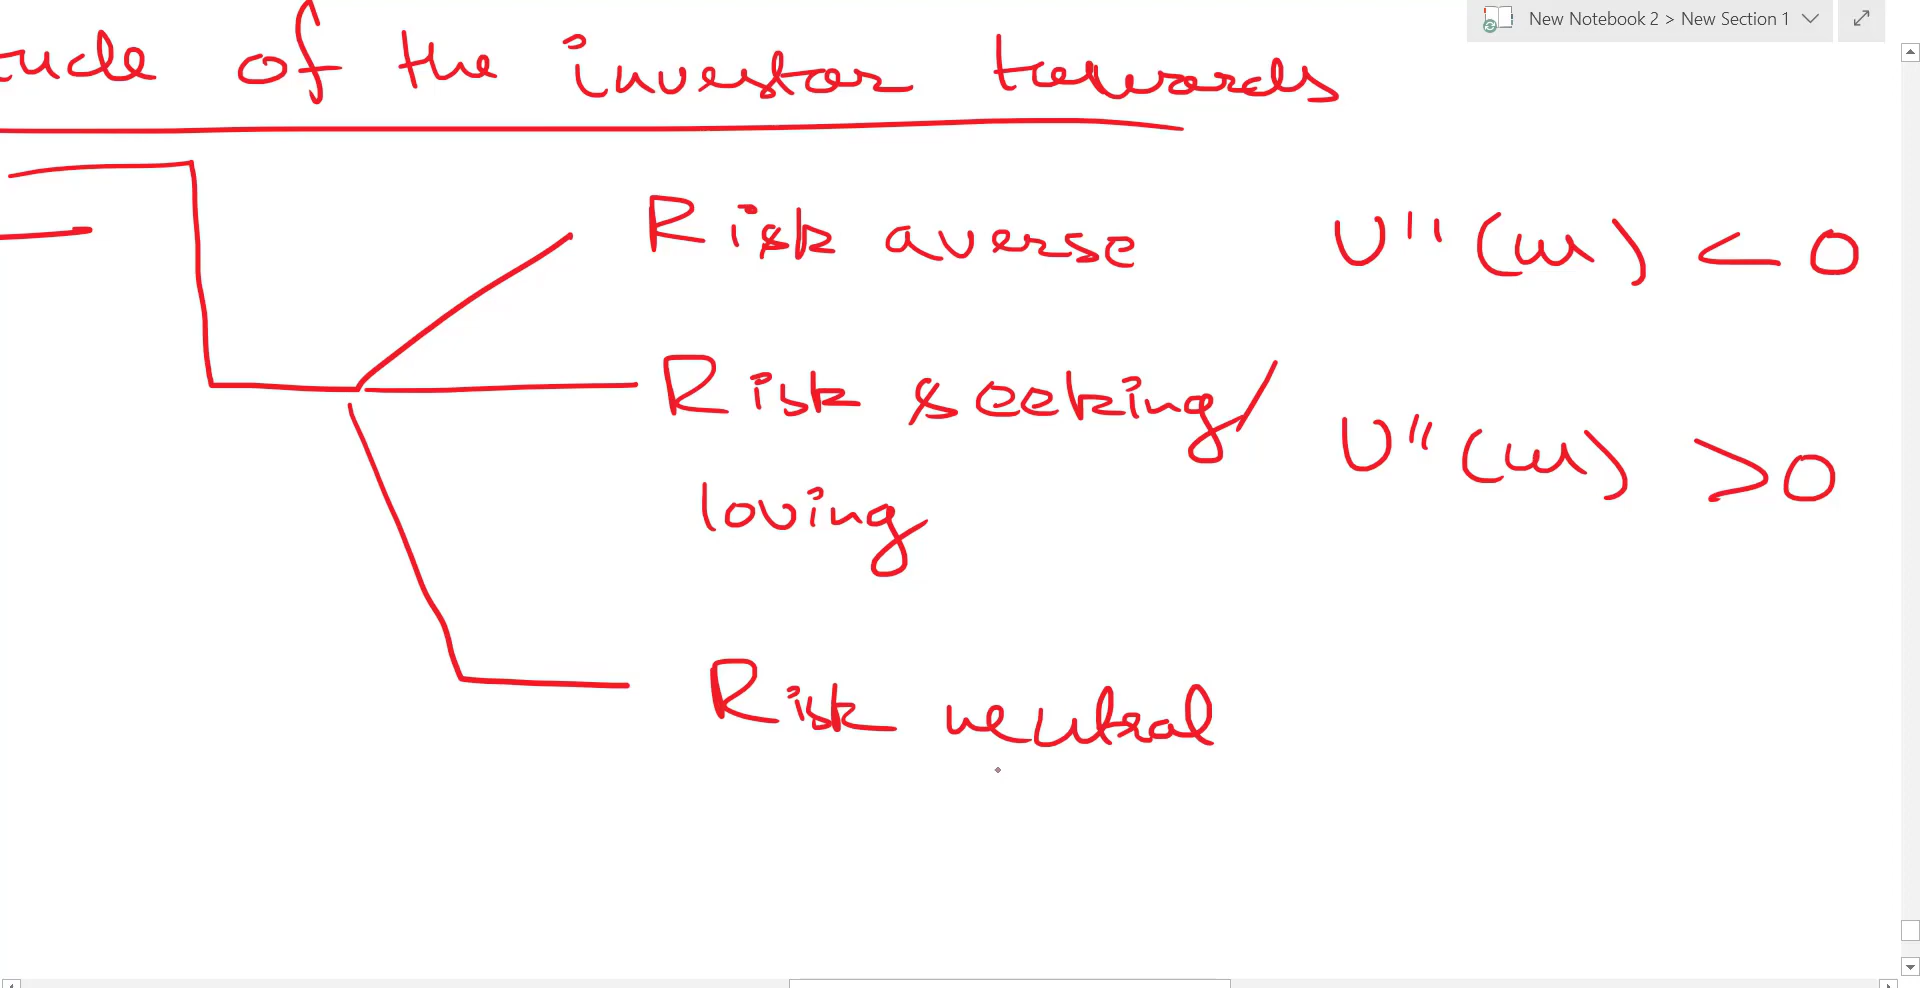 New Notebook 2 > New Section 1
of the investor towards
Risk averse U''(w) < 0
Risk seeking/ U''(w) > 0
loving
Risk neutral